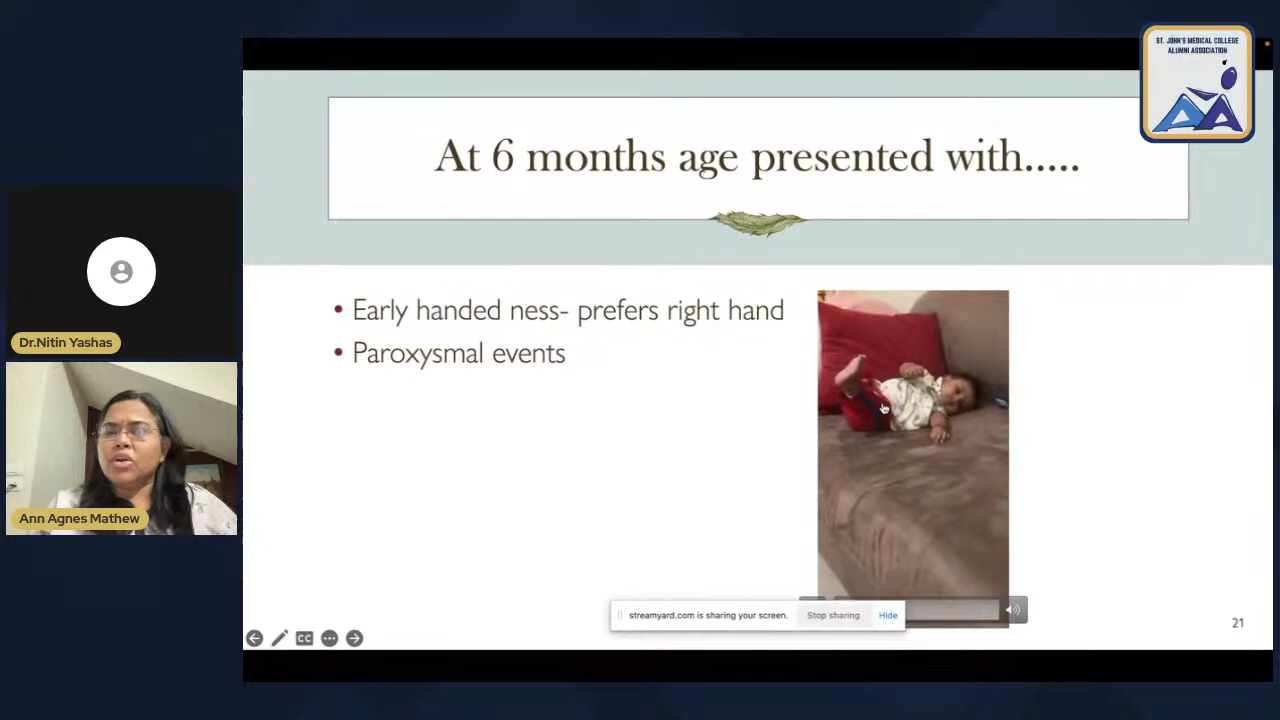 ST. JOHN'S MEDICAL COLLEGE
ALUMNI ASSOCIATION
At 6 months age presented with.....
• Early handed ness- prefers right hand
• Paroxysmal events
Dr.Nitin Yashas
Ann Agnes Mathew
streamyard.com is sharing your screen.
Stop sharing
Hide
CC
21